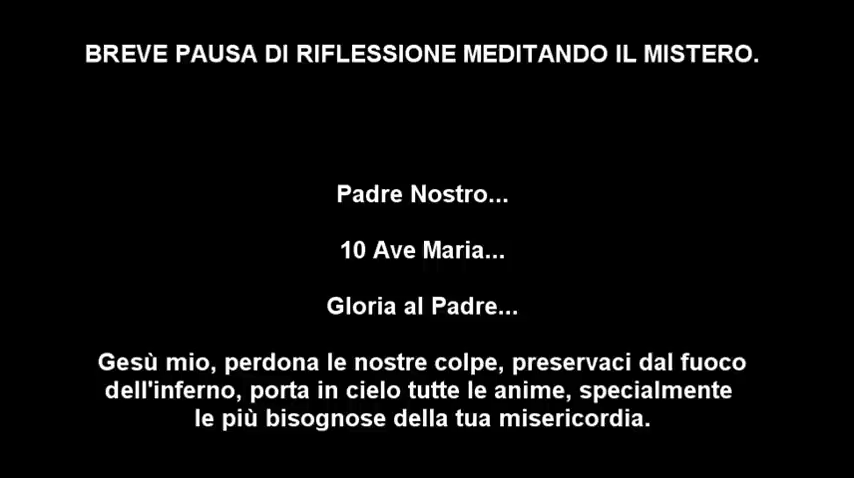 BREVE PAUSA DI RIFLESSIONE MEDITANDO IL MISTERO.
Padre Nostro...
10 Ave Maria...
Gloria al Padre...
Gesù mio, perdona le nostre colpe, preservaci dal fuoco
dell'inferno, porta in cielo tutte le anime, specialmente
le più bisognose della tua misericordia.